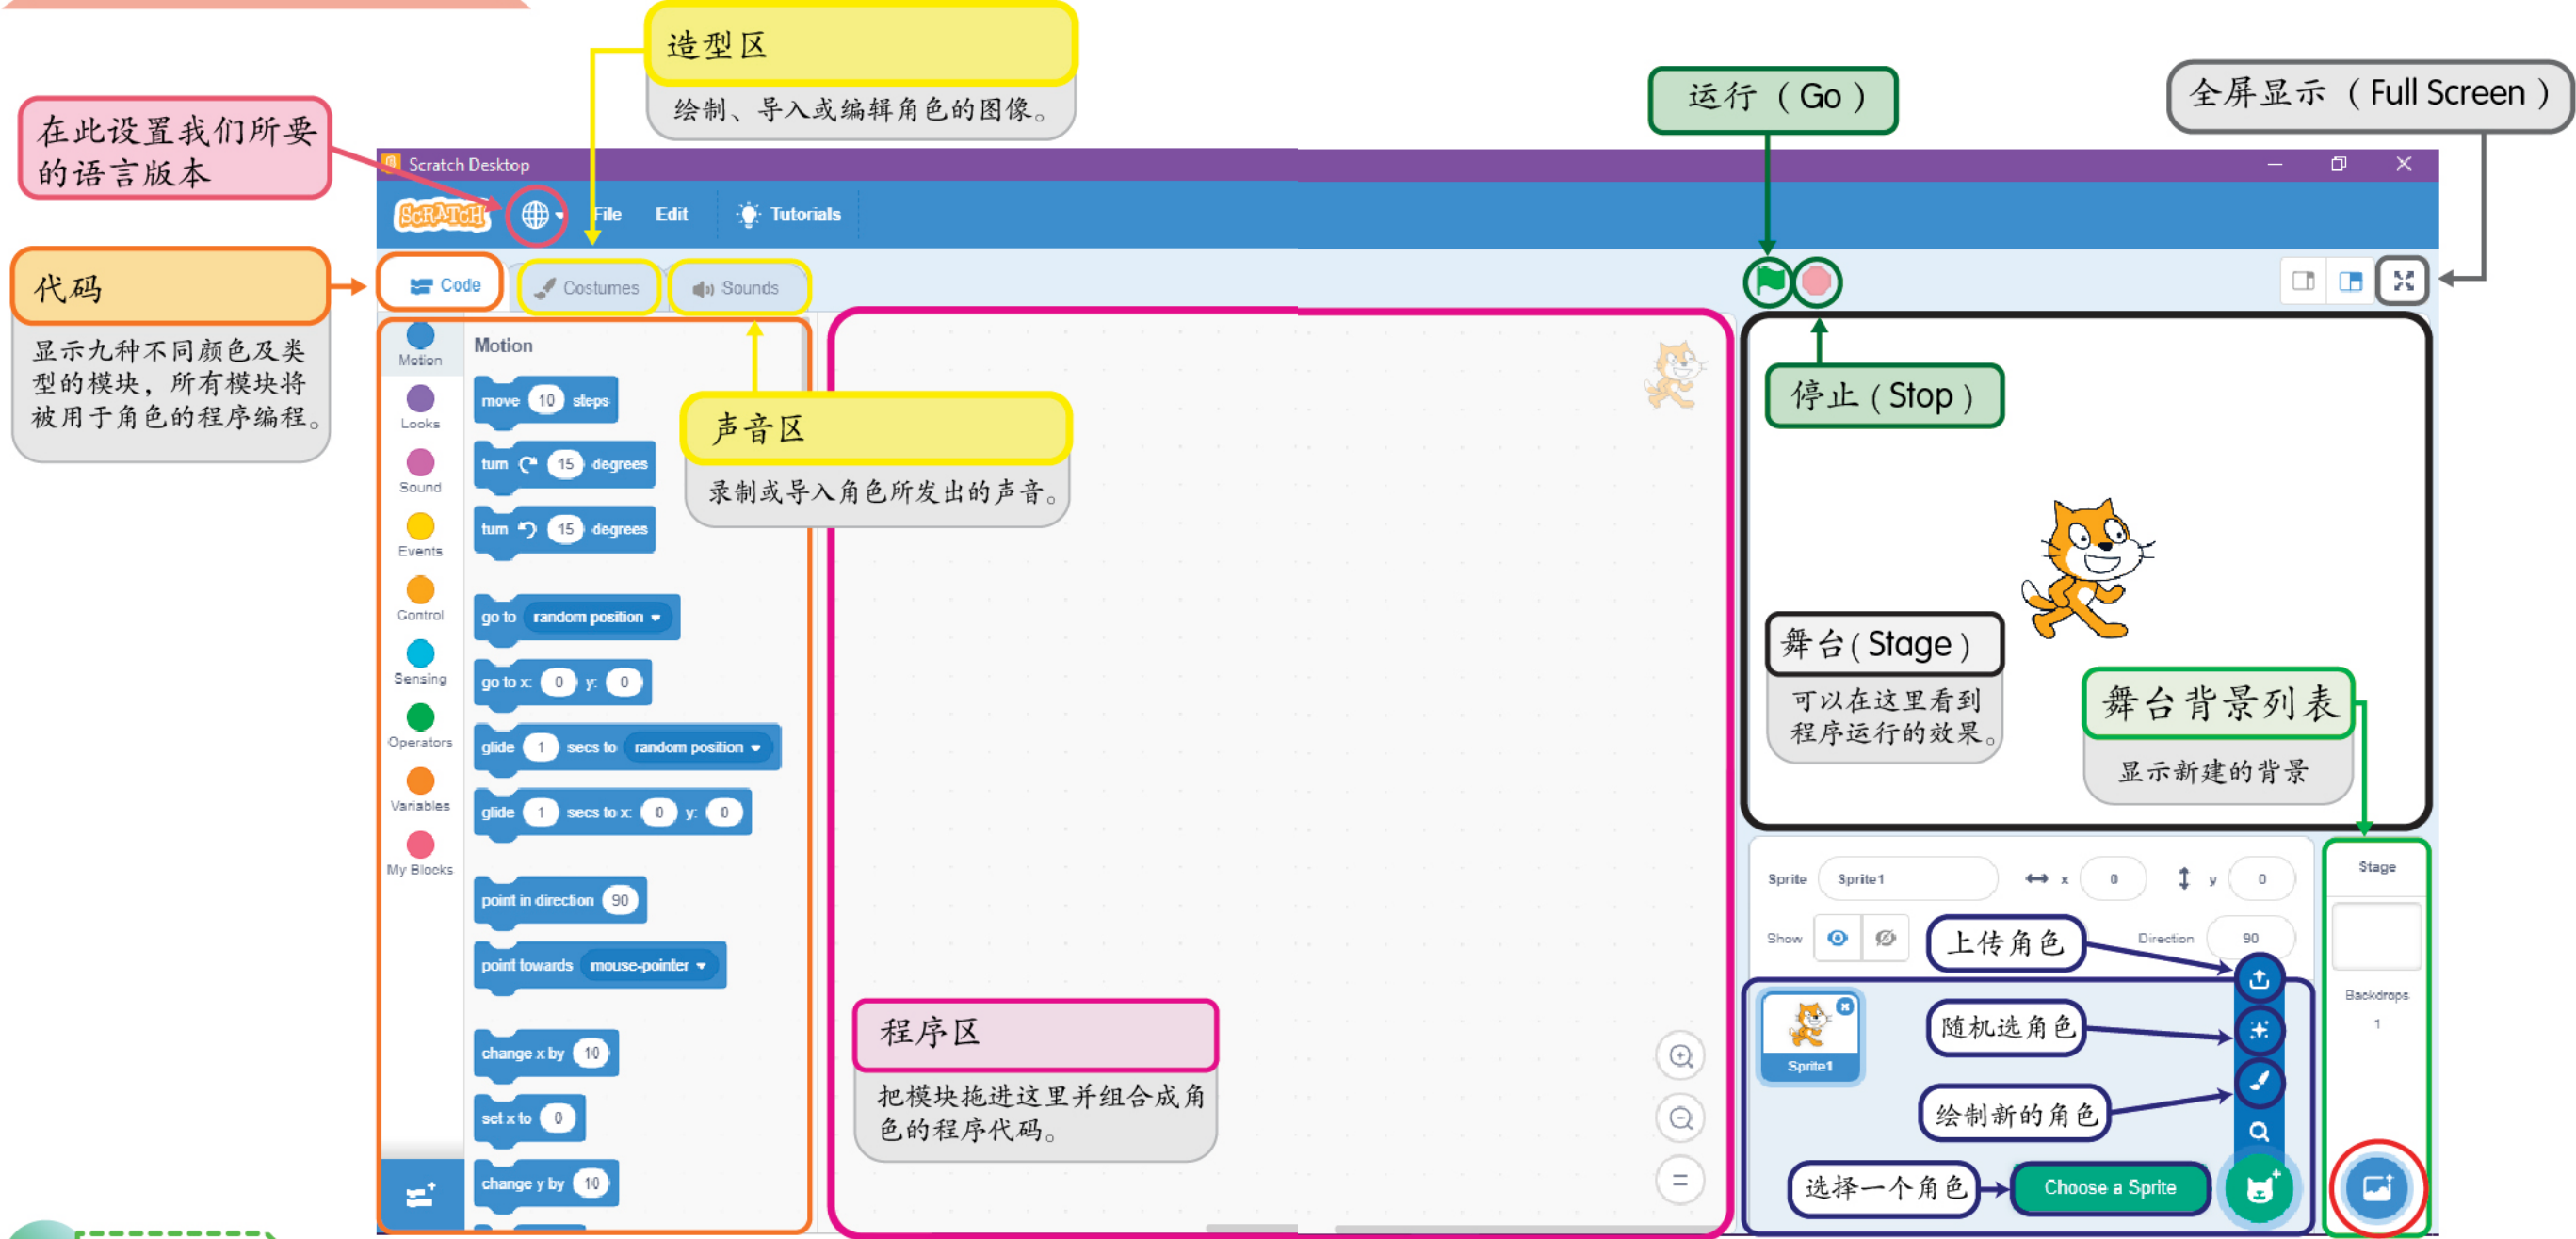 造型区
绘制、导入或编辑角色的图像。
运行（Go）
全屏显示（Full Screen）
在此设置我们所要
的语言版本
Scratch Desktop
SCRATCH
File
Edit
Tutorials
代码
显示九种不同颜色及类
型的模块，所有模块将
被用于角色的程序编程。
Code
Costumes
Sounds
Motion
Looks
Sound
Events
Control
Sensing
Operators
Variables
My Blocks
Motion
move 10 steps
turn 15 degrees
turn 15 degrees
go to random position
go to x: 0 y: 0
glide 1 secs to random position
glide 1 secs to x: 0 y: 0
point in direction 90
point towards mouse-pointer
change x by 10
set x to 0
change y by 10
声音区
录制或导入角色所发出的声音。
程序区
把模块拖进这里并组合成角
色的程序代码。
停止（Stop）
舞台（Stage）
可以在这里看到
程序运行的效果。
舞台背景列表
显示新建的背景
Sprite Sprite1 x 0 y 0
Show Direction 90
上传角色
随机选角色
绘制新的角色
选择一个角色
Choose a Sprite
Sprite1
Stage
Backdrops
1